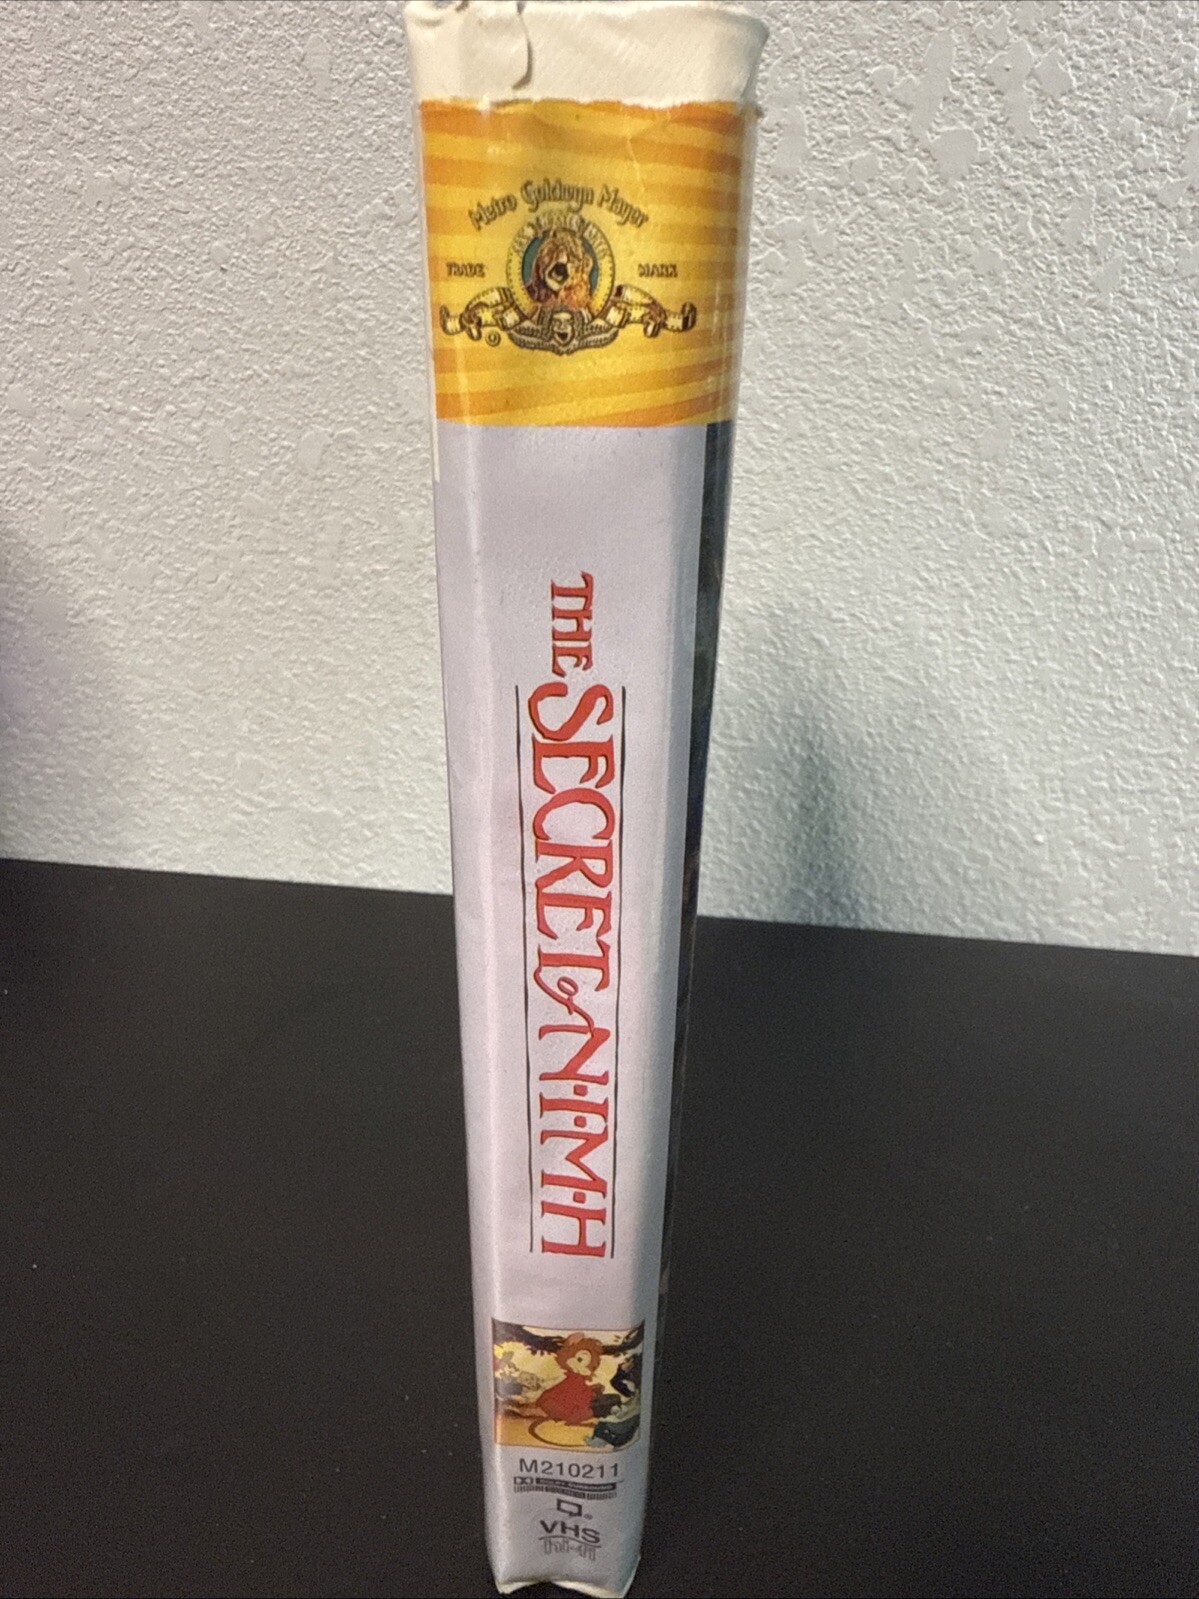 Metro Goldwyn Mayer
TRADE MARK
THE SECRET of N·I·M·H
M210211
VHS